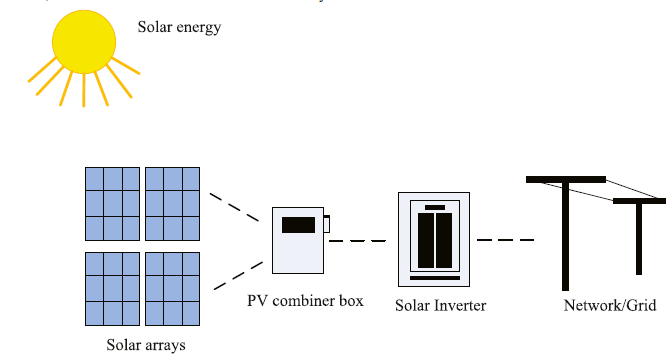 Solar energy
PV combiner box
Solar Inverter
Network/Grid
Solar arrays